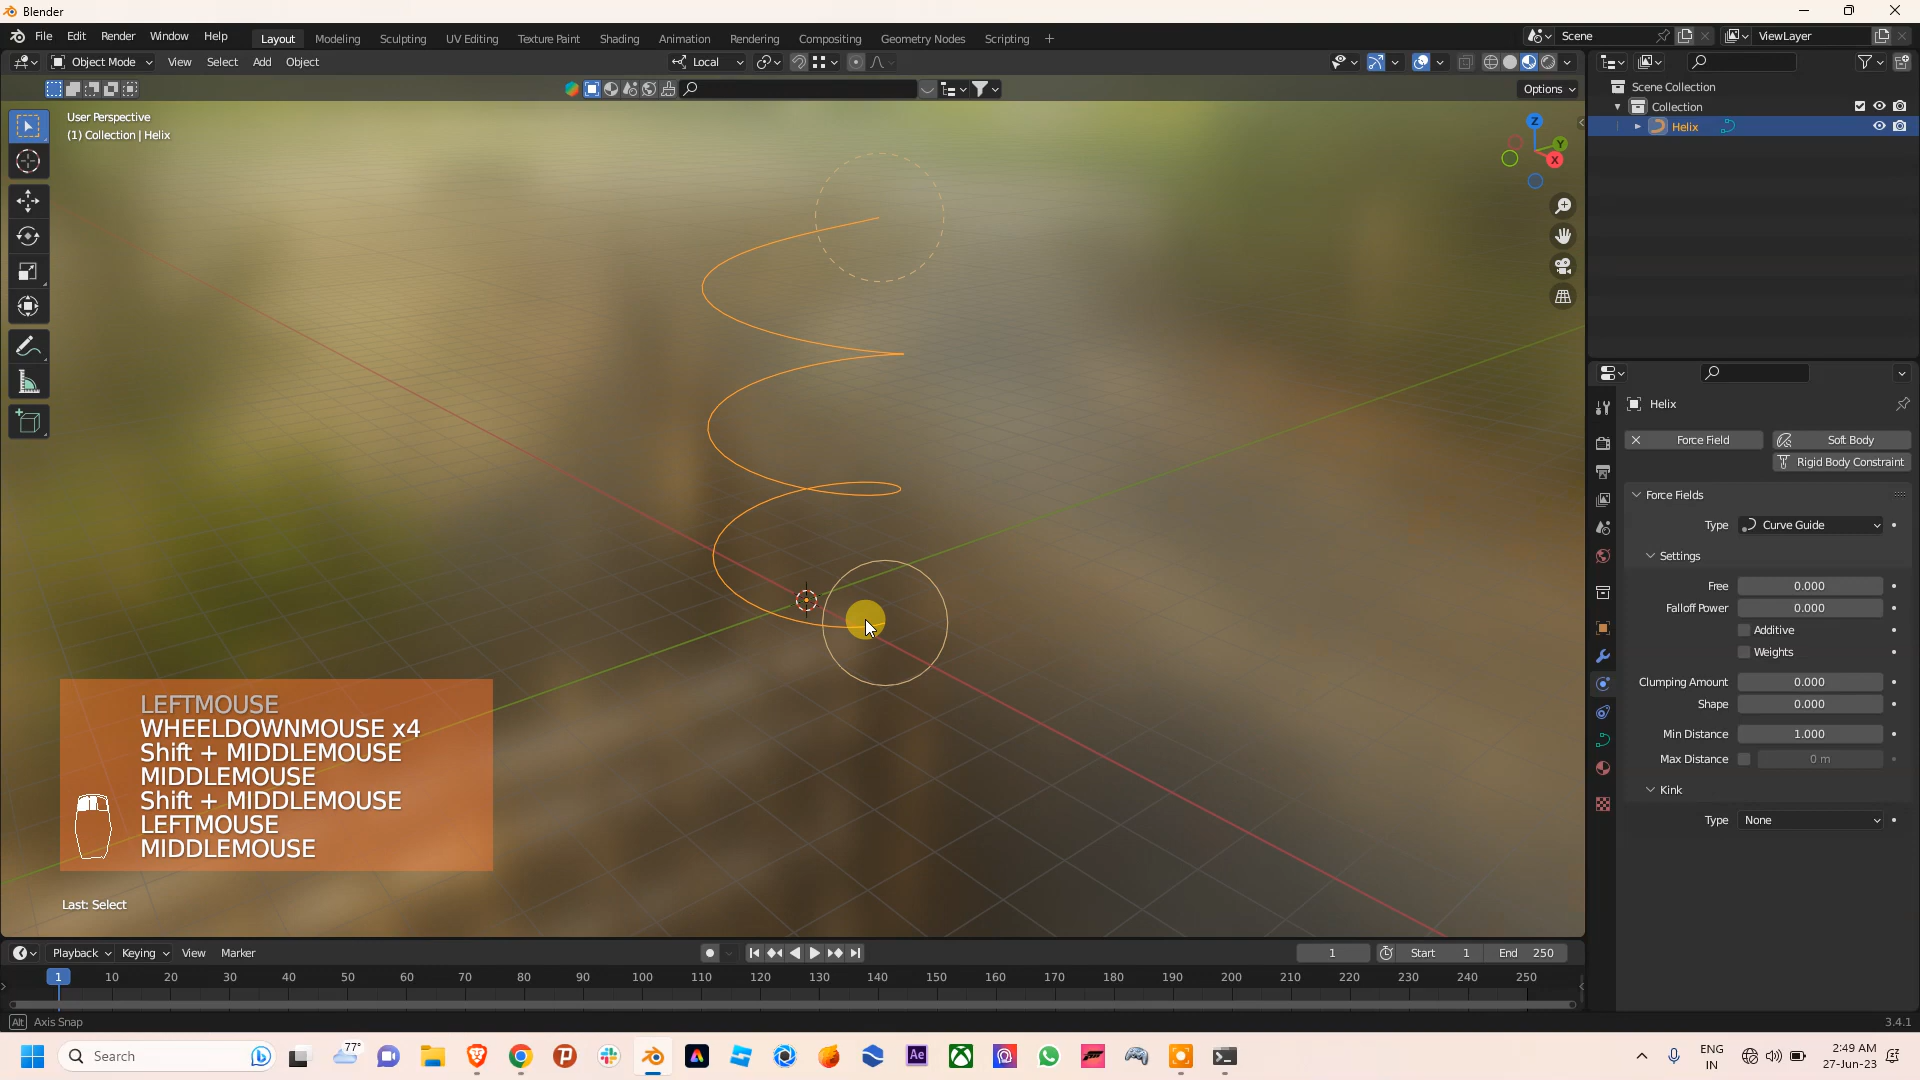 Blender
File Edit Render Window Help
Layout Modeling Sculpting UV Editing Texture Paint Shading Animation Rendering Compositing Geometry Nodes Scripting +
Scene
ViewLayer
Object Mode View Select Add Object
Local
Options
User Perspective
(1) Collection | Helix
Z
Y
X
Scene Collection
Collection
Helix
Helix
Force Field
Soft Body
Rigid Body Constraint
Force Fields
Type Curve Guide
Settings
Free 0.000
Falloff Power 0.000
Additive
Weights
Clumping Amount 0.000
Shape 0.000
Min Distance 1.000
Max Distance 0 m
Kink
Type None
LEFTMOUSE
WHEELDOWNMOUSE x4
Shift + MIDDLEMOUSE
MIDDLEMOUSE
Shift + MIDDLEMOUSE
LEFTMOUSE
MIDDLEMOUSE
Last: Select
Playback Keying View Marker
1
Start 1
End 250
1 10 20 30 40 50 60 70 80 90 100 110 120 130 140 150 160 170 180 190 200 210 220 230 240 250
Alt Axis Snap
3.4.1
Search
77°
Ae
ENG
IN
2:49 AM
27-Jun-23